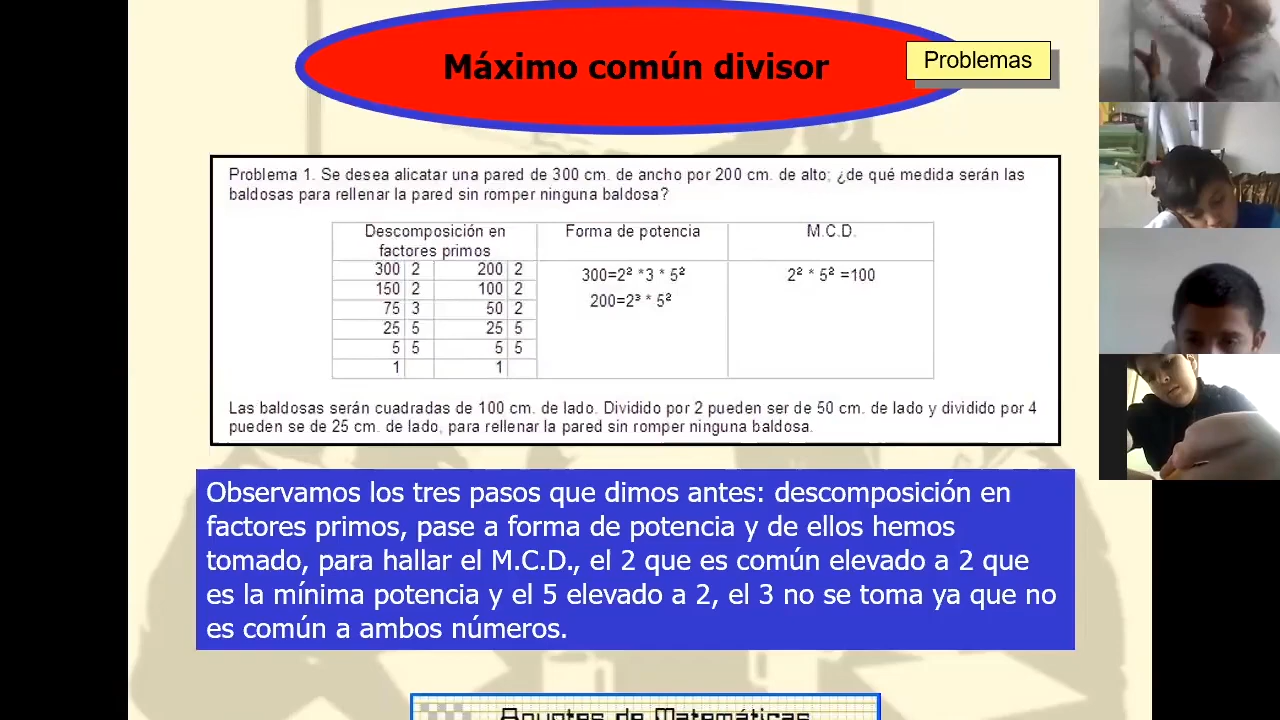 Máximo común divisor
Problemas
Problema 1. Se desea alicatar una pared de 300 cm. de ancho por 200 cm. de alto; ¿de qué medida serán las
baldosas para rellenar la pared sin romper ninguna baldosa?
Descomposición en
factores primos
Forma de potencia
M.C.D.
300 2 200 2
150 2 100 2
75 3 50 2
25 5 25 5
5 5 5 5
1 1
300=2² *3 * 5²
200=2³ * 5²
2² * 5² =100
Las baldosas serán cuadradas de 100 cm. de lado. Dividido por 2 pueden ser de 50 cm. de lado y dividido por 4
pueden se de 25 cm. de lado, para rellenar la pared sin romper ninguna baldosa.
Observamos los tres pasos que dimos antes: descomposición en
factores primos, pase a forma de potencia y de ellos hemos
tomado, para hallar el M.C.D., el 2 que es común elevado a 2 que
es la mínima potencia y el 5 elevado a 2, el 3 no se toma ya que no
es común a ambos números.
Apuntes de Matemáticas